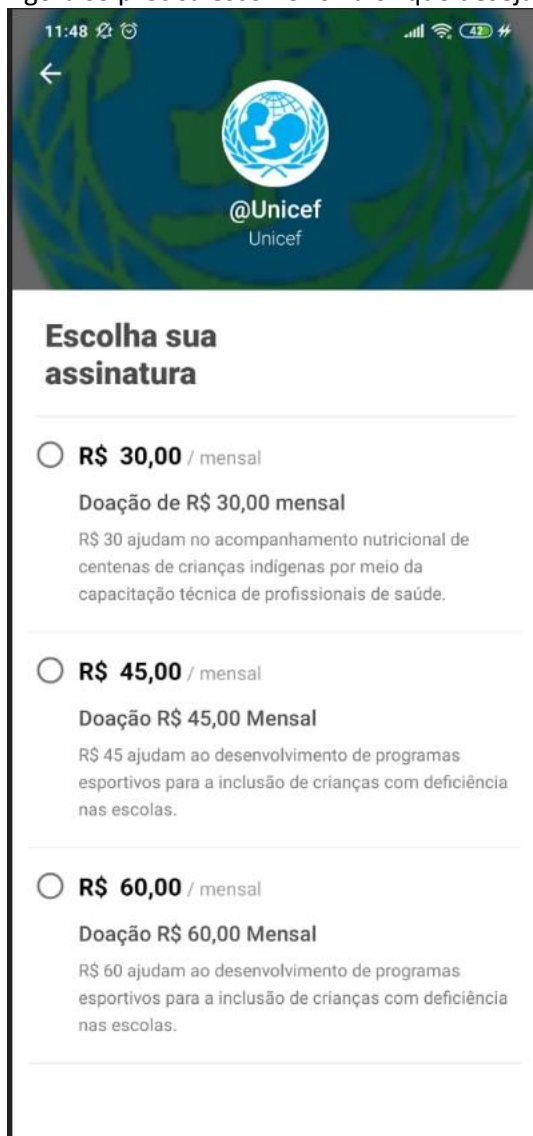 11:48
42
@Unicef
Unicef
Escolha sua
assinatura
R$ 30,00 / mensal
Doação de R$ 30,00 mensal
R$ 30 ajudam no acompanhamento nutricional de
centenas de crianças indígenas por meio da
capacitação técnica de profissionais de saúde.
R$ 45,00 / mensal
Doação R$ 45,00 Mensal
R$ 45 ajudam ao desenvolvimento de programas
esportivos para a inclusão de crianças com deficiência
nas escolas.
R$ 60,00 / mensal
Doação R$ 60,00 Mensal
R$ 60 ajudam ao desenvolvimento de programas
esportivos para a inclusão de crianças com deficiência
nas escolas.